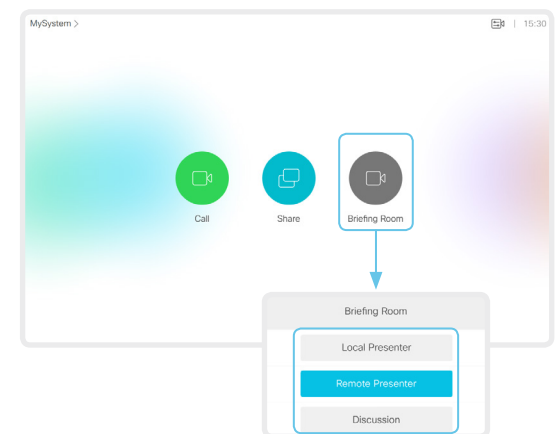 MySystem >
15:30
Call
Share
Briefing Room
Briefing Room
Local Presenter
Remote Presenter
Discussion